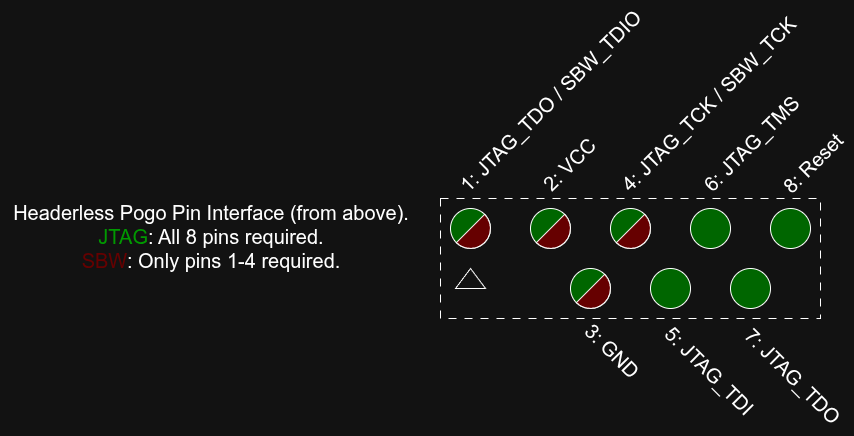 1: JTAG_TDO / SBW_TDIO
2: VCC
4: JTAG_TCK / SBW_TCK
6: JTAG_TMS
8: Reset
Headerless Pogo Pin Interface (from above).
JTAG: All 8 pins required.
SBW: Only pins 1-4 required.
3: GND
5: JTAG_TDI
7: JTAG_TDO